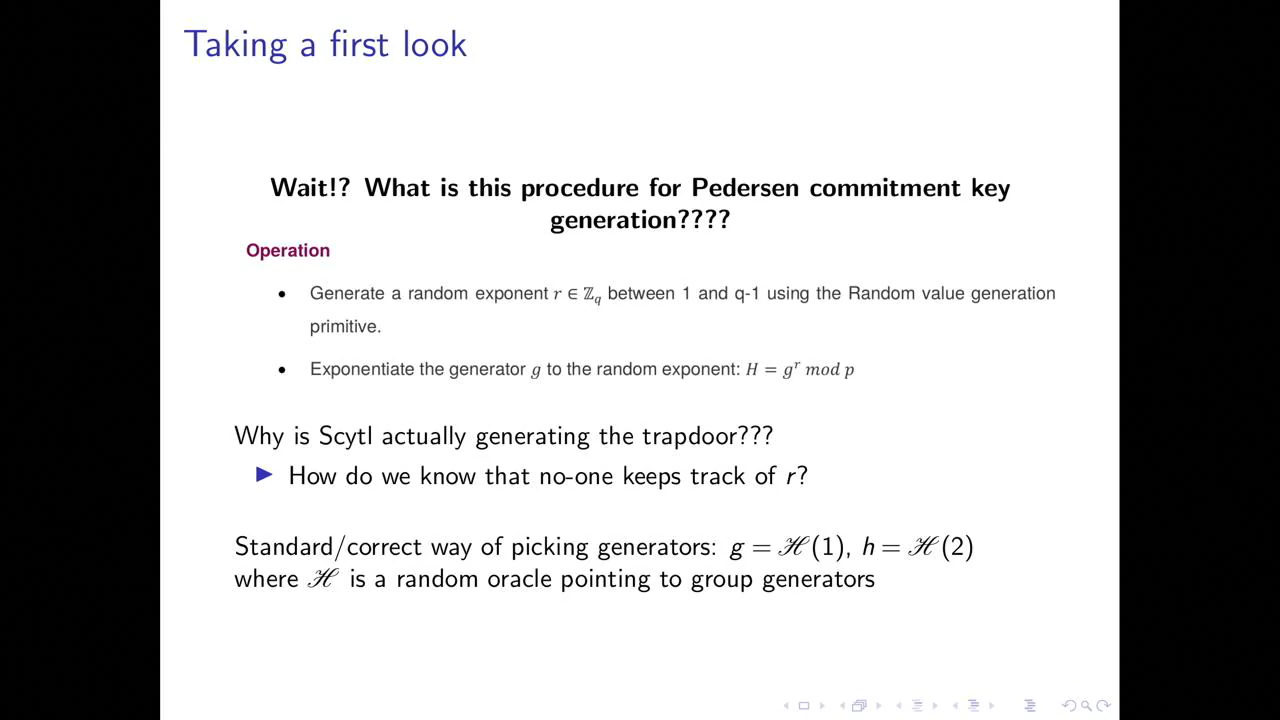 Taking a first look
Wait!? What is this procedure for Pedersen commitment key
generation????
Operation
• Generate a random exponent 𝑟 ∈ ℤ𝑞 between 1 and q-1 using the Random value generation
primitive.
• Exponentiate the generator 𝑔 to the random exponent: 𝐻 = 𝑔ʳ 𝑚𝑜𝑑 𝑝
Why is Scytl actually generating the trapdoor???
▶ How do we know that no-one keeps track of r?
Standard/correct way of picking generators: g = ℋ(1), h = ℋ(2)
where ℋ is a random oracle pointing to group generators